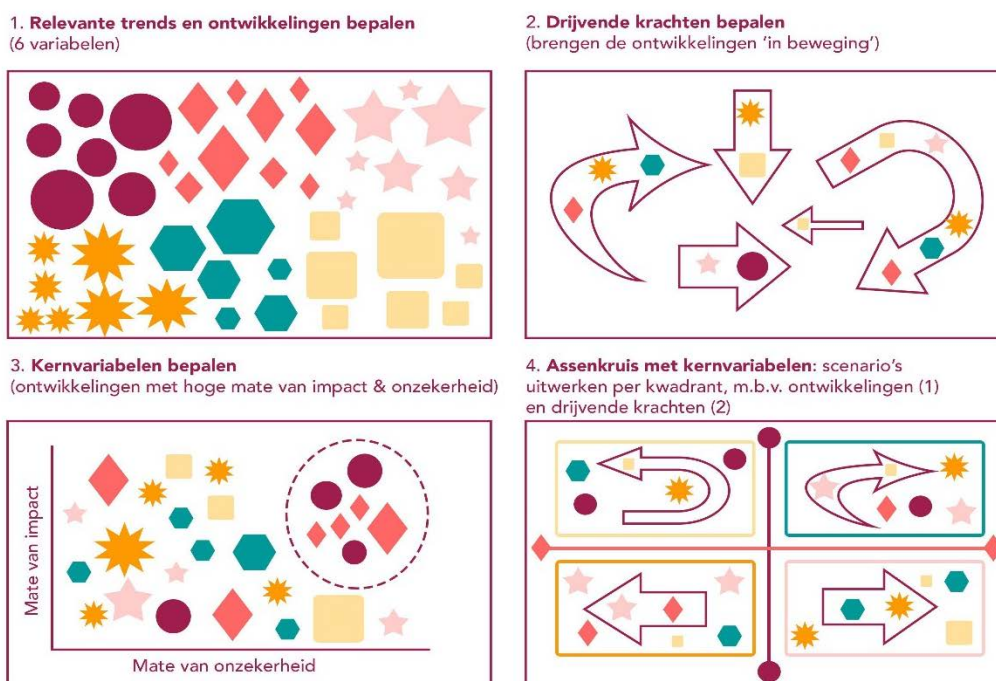 1. Relevante trends en ontwikkelingen bepalen
(6 variabelen)
2. Drijvende krachten bepalen
(brengen de ontwikkelingen ‘in beweging’)
3. Kernvariabelen bepalen
(ontwikkelingen met hoge mate van impact & onzekerheid)
Mate van impact
Mate van onzekerheid
4. Assenkruis met kernvariabelen: scenario’s
uitwerken per kwadrant, m.b.v. ontwikkelingen (1)
en drijvende krachten (2)